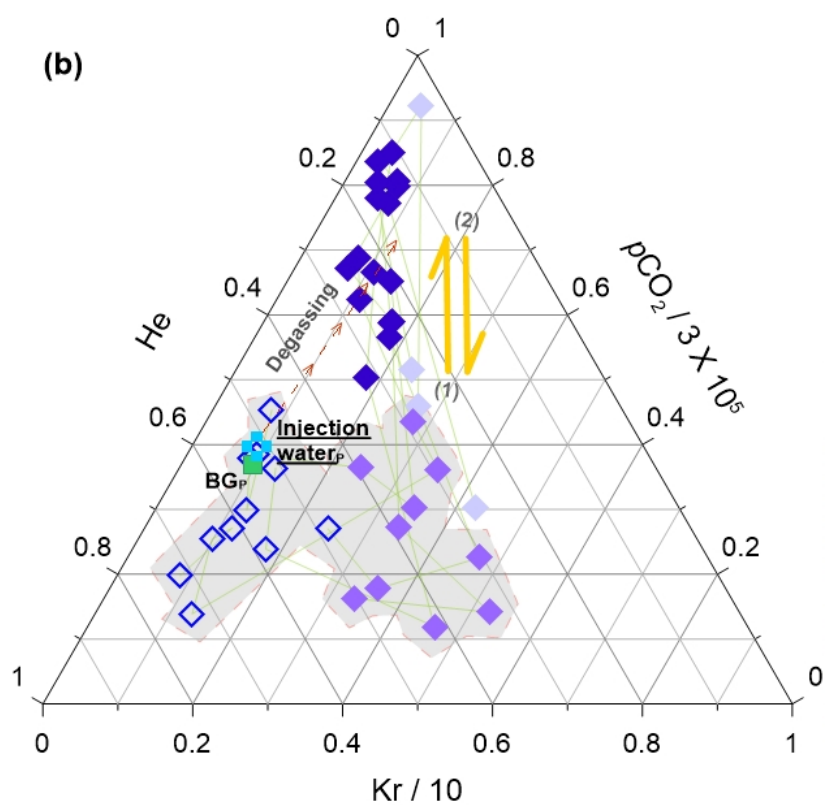 (b)
0 1
0.2 0.8
(2)
pCO₂ / 3 X 10⁵
0.4 0.6
He
Degassing
(1)
0.6 0.4
Injection
waterₚ
BGₚ
0.8 0.2
1 0
0 0.2 0.4 0.6 0.8 1
Kr / 10